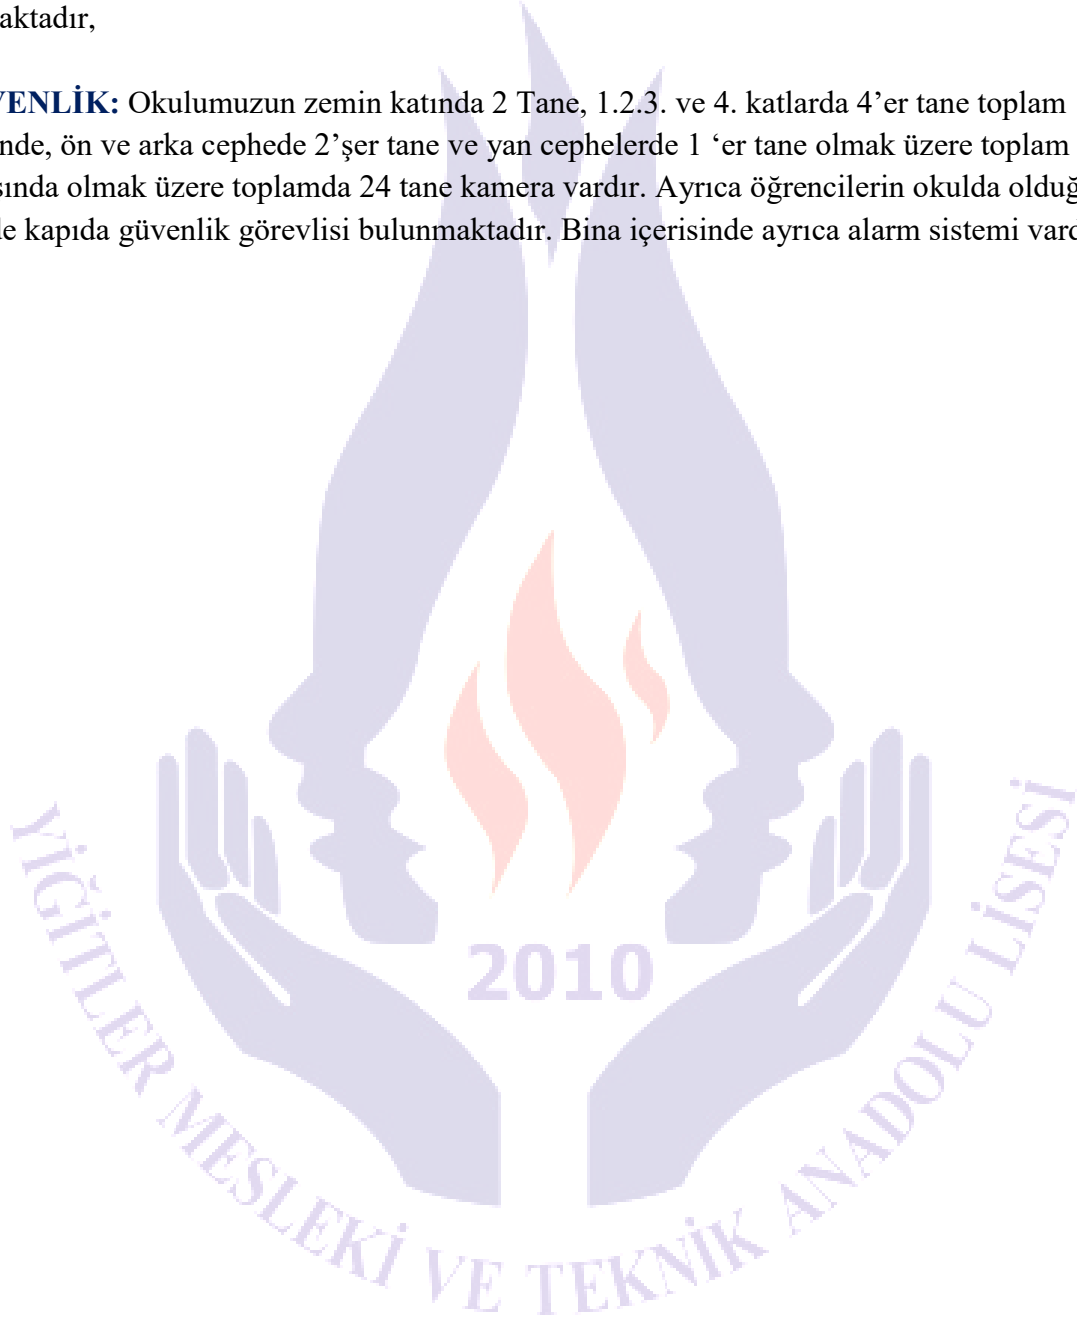 aktadır,
VENLİK: Okulumuzun zemin katında 2 Tane, 1.2.3. ve 4. katlarda 4’er tane toplam
nde, ön ve arka cephede 2’şer tane ve yan cephelerde 1 ‘er tane olmak üzere toplam
sında olmak üzere toplamda 24 tane kamera vardır. Ayrıca öğrencilerin okulda olduğ
de kapıda güvenlik görevlisi bulunmaktadır. Bina içerisinde ayrıca alarm sistemi vard
2010
YİĞİTLER MESLEKİ VE TEKNİK ANADOLU LİSESİ